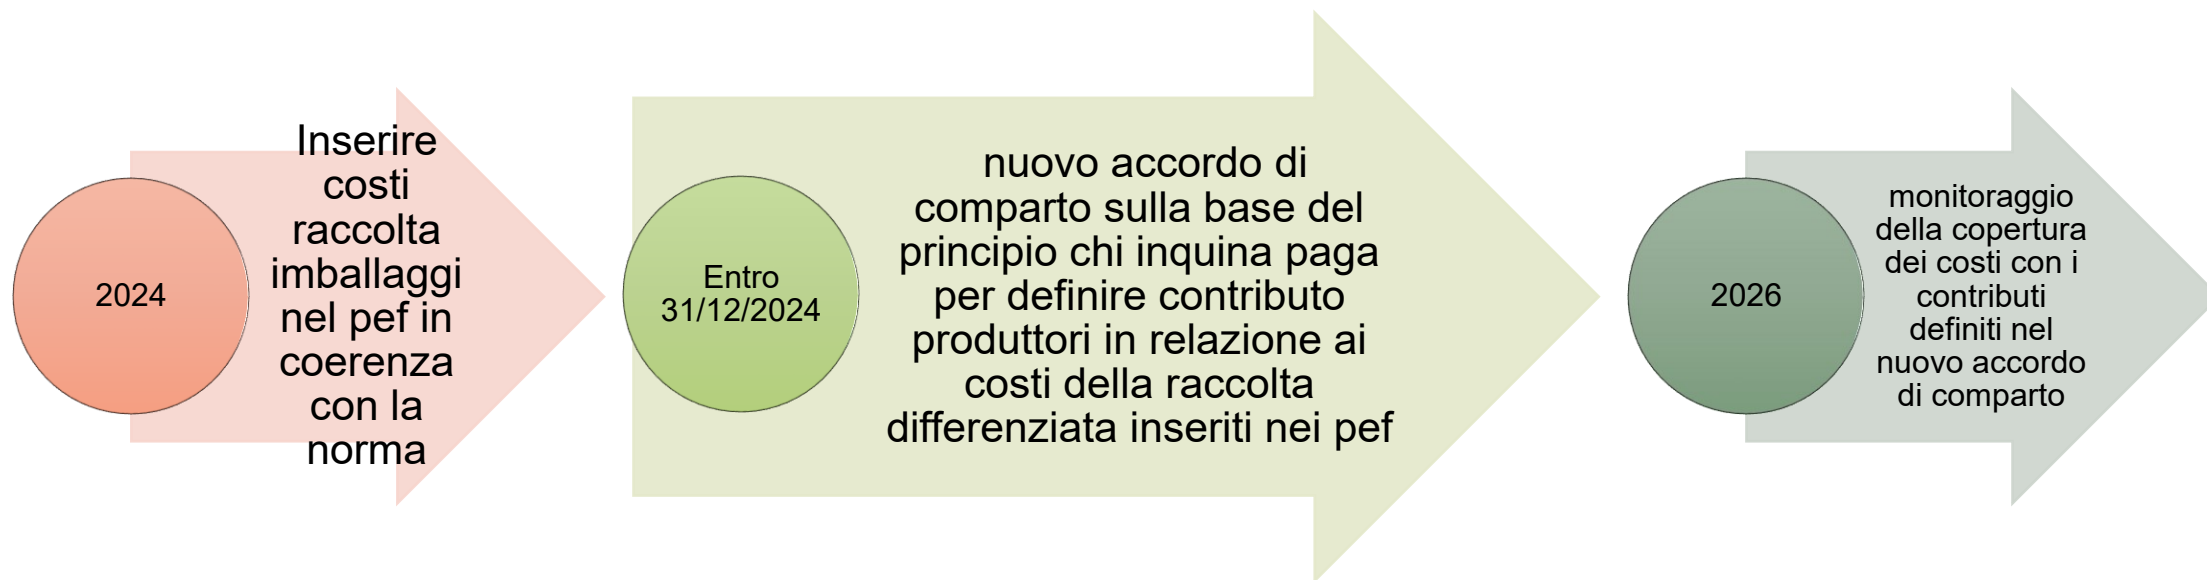 2024
Inserire
costi
raccolta
imballaggi
nel pef in
coerenza
con la
norma
Entro
31/12/2024
nuovo accordo di
comparto sulla base del
principio chi inquina paga
per definire contributo
produttori in relazione ai
costi della raccolta
differenziata inseriti nei pef
2026
monitoraggio
della copertura
dei costi con i
contributi
definiti nel
nuovo accordo
di comparto